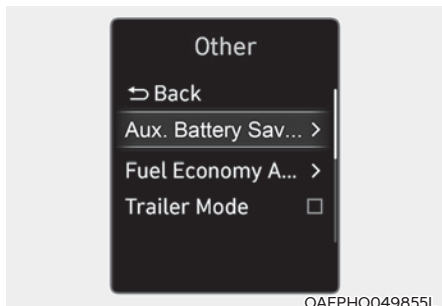 Other
⮌ Back
Aux. Battery Sav... >
Fuel Economy A... >
Trailer Mode ☐
OAEPHQ049855L